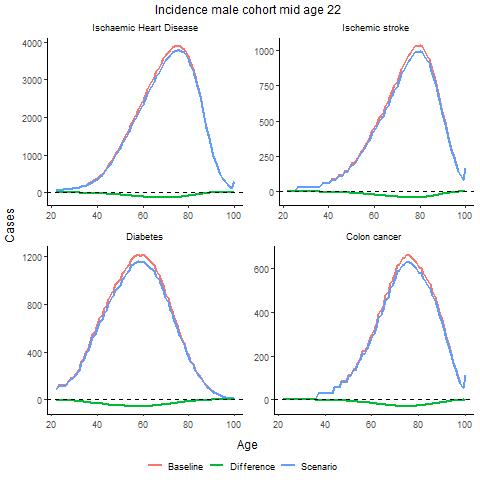 Incidence male cohort mid age 22
Ischaemic Heart Disease
Ischemic stroke
4000
3000
2000
1000
0
20 40 60 80 100
1000
750
500
250
0
20 40 60 80 100
Cases
Diabetes
Colon cancer
1200
800
400
0
20 40 60 80 100
600
400
200
0
20 40 60 80 100
Age
Baseline Difference Scenario